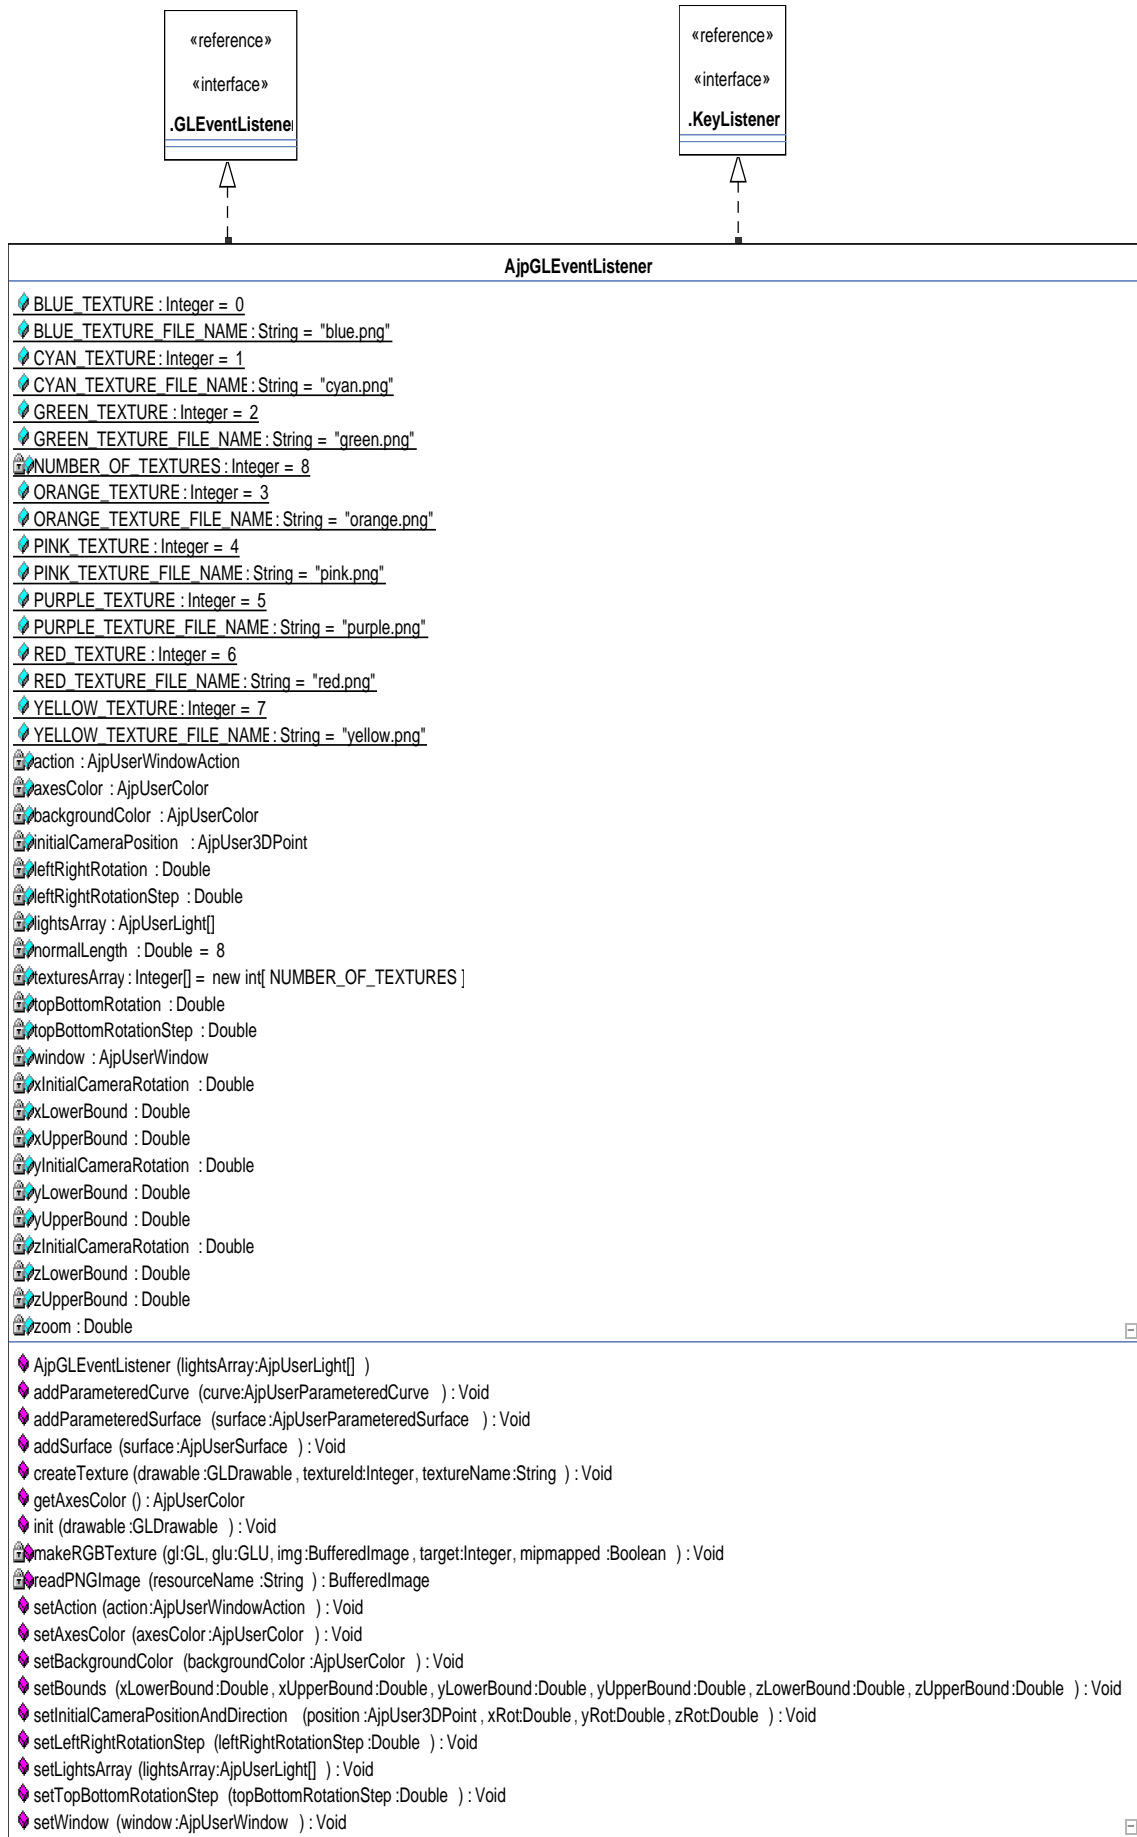 «reference»
«interface»
.GLEventListener
«reference»
«interface»
.KeyListener
AjpGLEventListener
BLUE_TEXTURE : Integer = 0
BLUE_TEXTURE_FILE_NAME : String = "blue.png"
CYAN_TEXTURE : Integer = 1
CYAN_TEXTURE_FILE_NAME : String = "cyan.png"
GREEN_TEXTURE : Integer = 2
GREEN_TEXTURE_FILE_NAME : String = "green.png"
NUMBER_OF_TEXTURES : Integer = 8
ORANGE_TEXTURE : Integer = 3
ORANGE_TEXTURE_FILE_NAME : String = "orange.png"
PINK_TEXTURE : Integer = 4
PINK_TEXTURE_FILE_NAME : String = "pink.png"
PURPLE_TEXTURE : Integer = 5
PURPLE_TEXTURE_FILE_NAME : String = "purple.png"
RED_TEXTURE : Integer = 6
RED_TEXTURE_FILE_NAME : String = "red.png"
YELLOW_TEXTURE : Integer = 7
YELLOW_TEXTURE_FILE_NAME : String = "yellow.png"
action : AjpUserWindowAction
axesColor : AjpUserColor
backgroundColor : AjpUserColor
initialCameraPosition : AjpUser3DPoint
leftRightRotation : Double
leftRightRotationStep : Double
lightsArray : AjpUserLight[]
normalLength : Double = 8
texturesArray : Integer[] = new int[ NUMBER_OF_TEXTURES ]
topBottomRotation : Double
topBottomRotationStep : Double
window : AjpUserWindow
xInitialCameraRotation : Double
xLowerBound : Double
xUpperBound : Double
yInitialCameraRotation : Double
yLowerBound : Double
yUpperBound : Double
zInitialCameraRotation : Double
zLowerBound : Double
zUpperBound : Double
zoom : Double
AjpGLEventListener (lightsArray:AjpUserLight[] )
addParameteredCurve (curve:AjpUserParameteredCurve ) : Void
addParameteredSurface (surface:AjpUserParameteredSurface ) : Void
addSurface (surface:AjpUserSurface ) : Void
createTexture (drawable:GLDrawable, textureId:Integer, textureName:String ) : Void
getAxesColor () : AjpUserColor
init (drawable:GLDrawable ) : Void
makeRGBTexture (gl:GL, glu:GLU, img:BufferedImage, target:Integer, mipmapped:Boolean ) : Void
readPNGImage (resourceName:String ) : BufferedImage
setAction (action:AjpUserWindowAction ) : Void
setAxesColor (axesColor:AjpUserColor ) : Void
setBackgroundColor (backgroundColor:AjpUserColor ) : Void
setBounds (xLowerBound:Double, xUpperBound:Double, yLowerBound:Double, yUpperBound:Double, zLowerBound:Double, zUpperBound:Double ) : Void
setInitialCameraPositionAndDirection (position:AjpUser3DPoint, xRot:Double, yRot:Double, zRot:Double ) : Void
setLeftRightRotationStep (leftRightRotationStep:Double ) : Void
setLightsArray (lightsArray:AjpUserLight[] ) : Void
setTopBottomRotationStep (topBottomRotationStep:Double ) : Void
setWindow (window:AjpUserWindow ) : Void